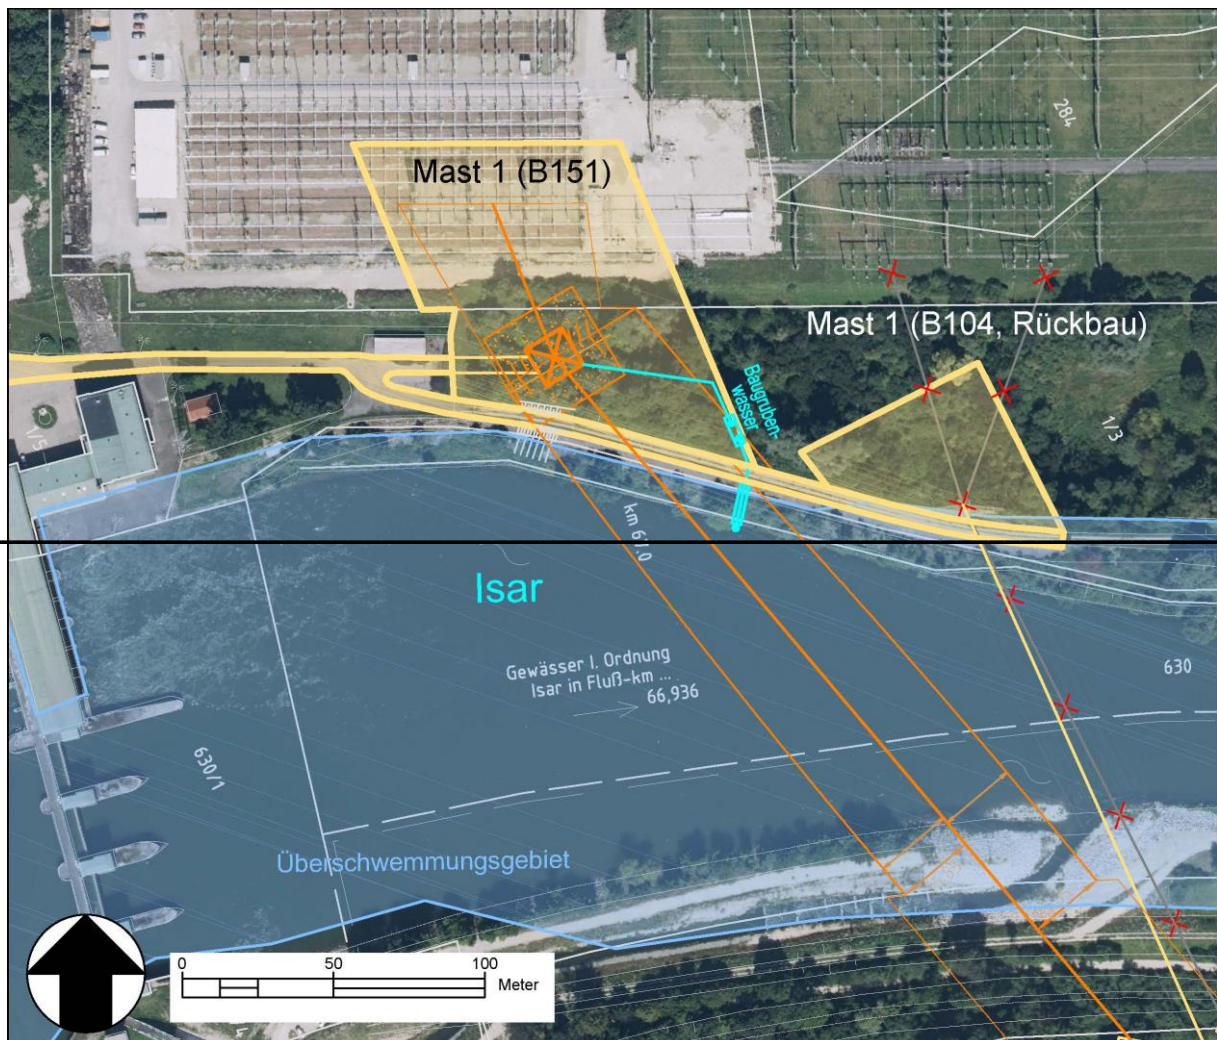 284
Mast 1 (B151)
Mast 1 (B104, Rückbau)
Baugruben-
wasser
1/3
1/5
km 67.0
Isar
Gewässer I. Ordnung
Isar in Fluß-km ...
66,936
630
630/1
Überschwemmungsgebiet
0 50 100
Meter